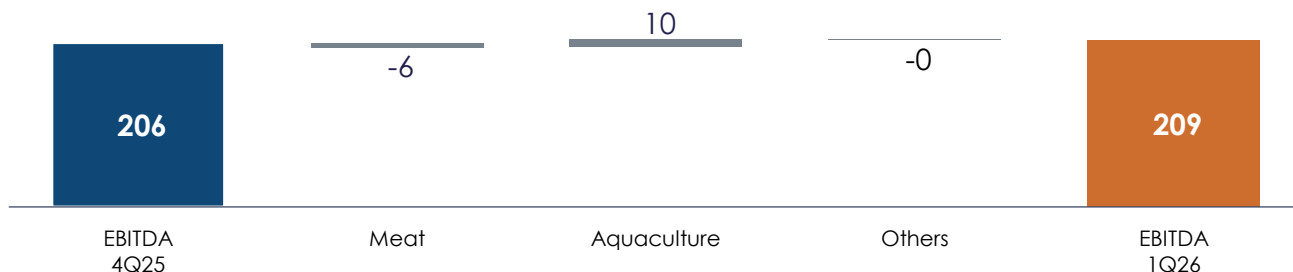 10
-6
-0
206
209
EBITDA
4Q25
Meat
Aquaculture
Others
EBITDA
1Q26